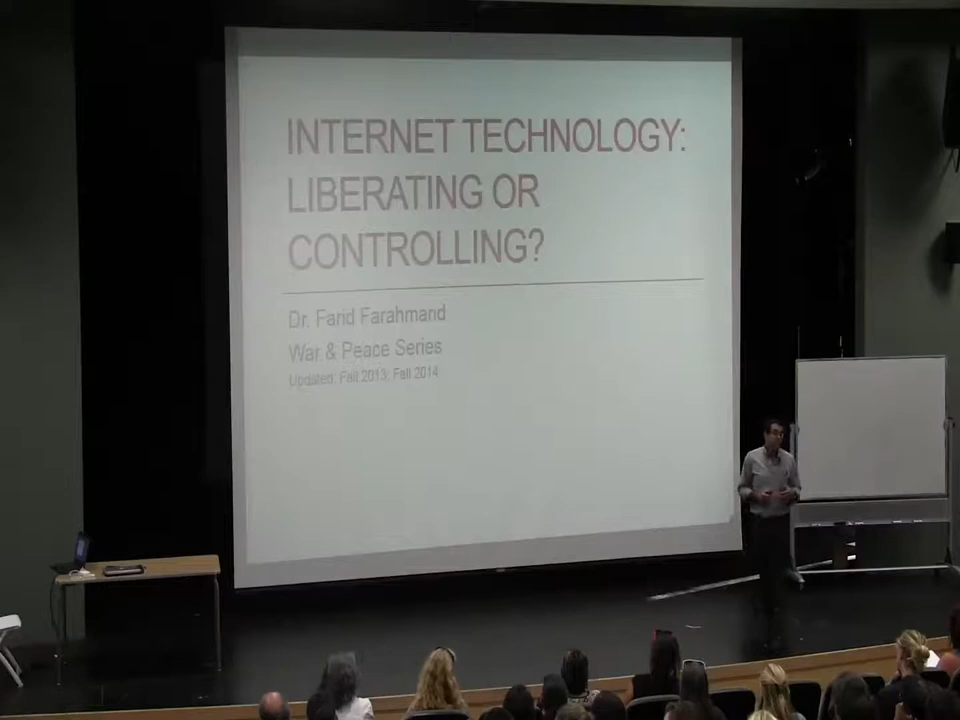 INTERNET TECHNOLOGY:
LIBERATING OR
CONTROLLING?
Dr. Farid Farahmand
War & Peace Series
Updated: Fall 2013; Fall 2014